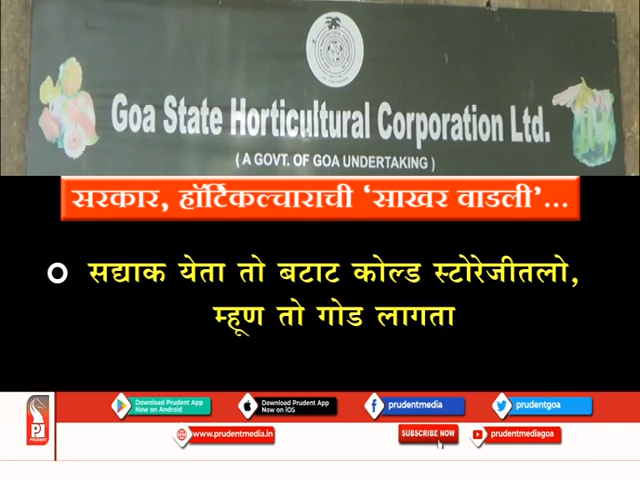 Goa State Horticultural Corporation Ltd.
( A GOVT. OF GOA UNDERTAKING )
सरकार, हॉर्टिकल्चाराची ‘साखर वाडली’...
सद्याक येता तो बटाट कोल्ड स्टोरेजीतलो,
म्हूण तो गोड लागता
Download Prudent App
Now on Android
Download Prudent App
Now on iOS
prudentmedia
prudentgoa
PRUDENT
www.prudentmedia.in
SUBSCRIBE NOW
prudentmediagoa